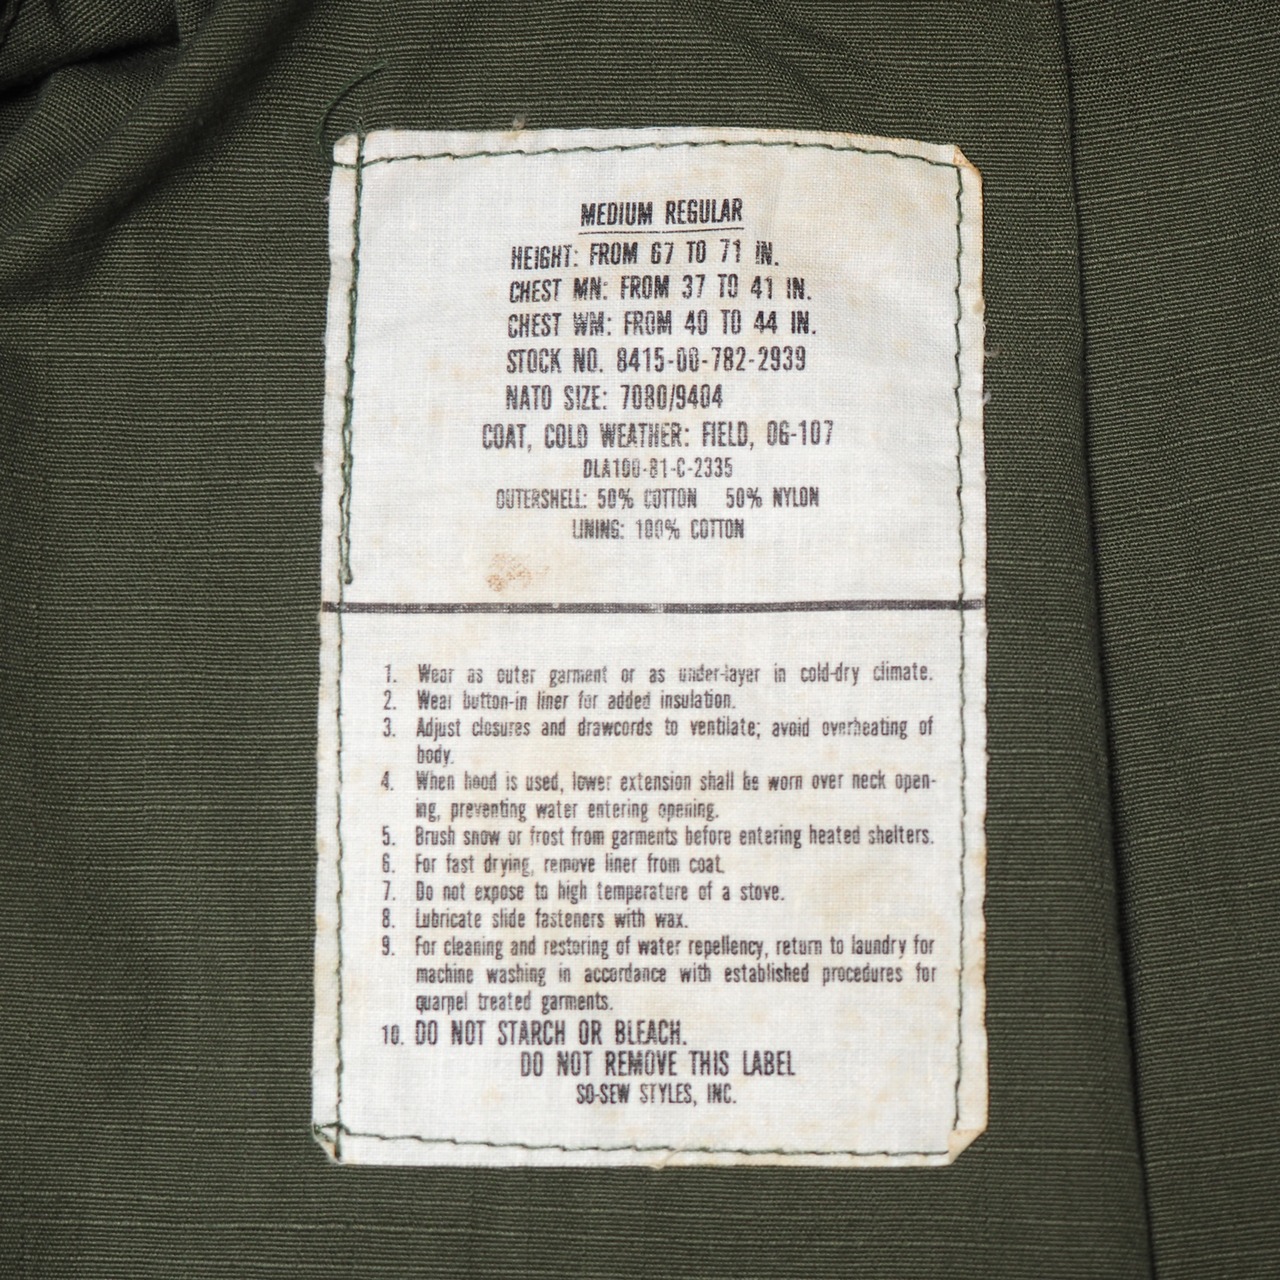 MEDIUM REGULAR
HEIGHT: FROM 67 TO 71 IN.
CHEST MN: FROM 37 TO 41 IN.
CHEST WM: FROM 40 TO 44 IN.
STOCK NO. 8415-00-782-2939
NATO SIZE: 7080/9404
COAT, COLD WEATHER: FIELD, OG-107
DLA100-81-C-2335
OUTERSHELL: 50% COTTON 50% NYLON
LINING: 100% COTTON
1. Wear as outer garment or as under-layer in cold-dry climate.
2. Wear button-in liner for added insulation.
3. Adjust closures and drawcords to ventilate; avoid overheating of
body.
4. When hood is used, lower extension shall be worn over neck open-
ing, preventing water entering opening.
5. Brush snow or frost from garments before entering heated shelters.
6. For fast drying, remove liner from coat.
7. Do not expose to high temperature of a stove.
8. Lubricate slide fasteners with wax.
9. For cleaning and restoring of water repellency, return to laundry for
machine washing in accordance with established procedures for
quarpel treated garments.
10. DO NOT STARCH OR BLEACH.
DO NOT REMOVE THIS LABEL
SO-SEW STYLES, INC.